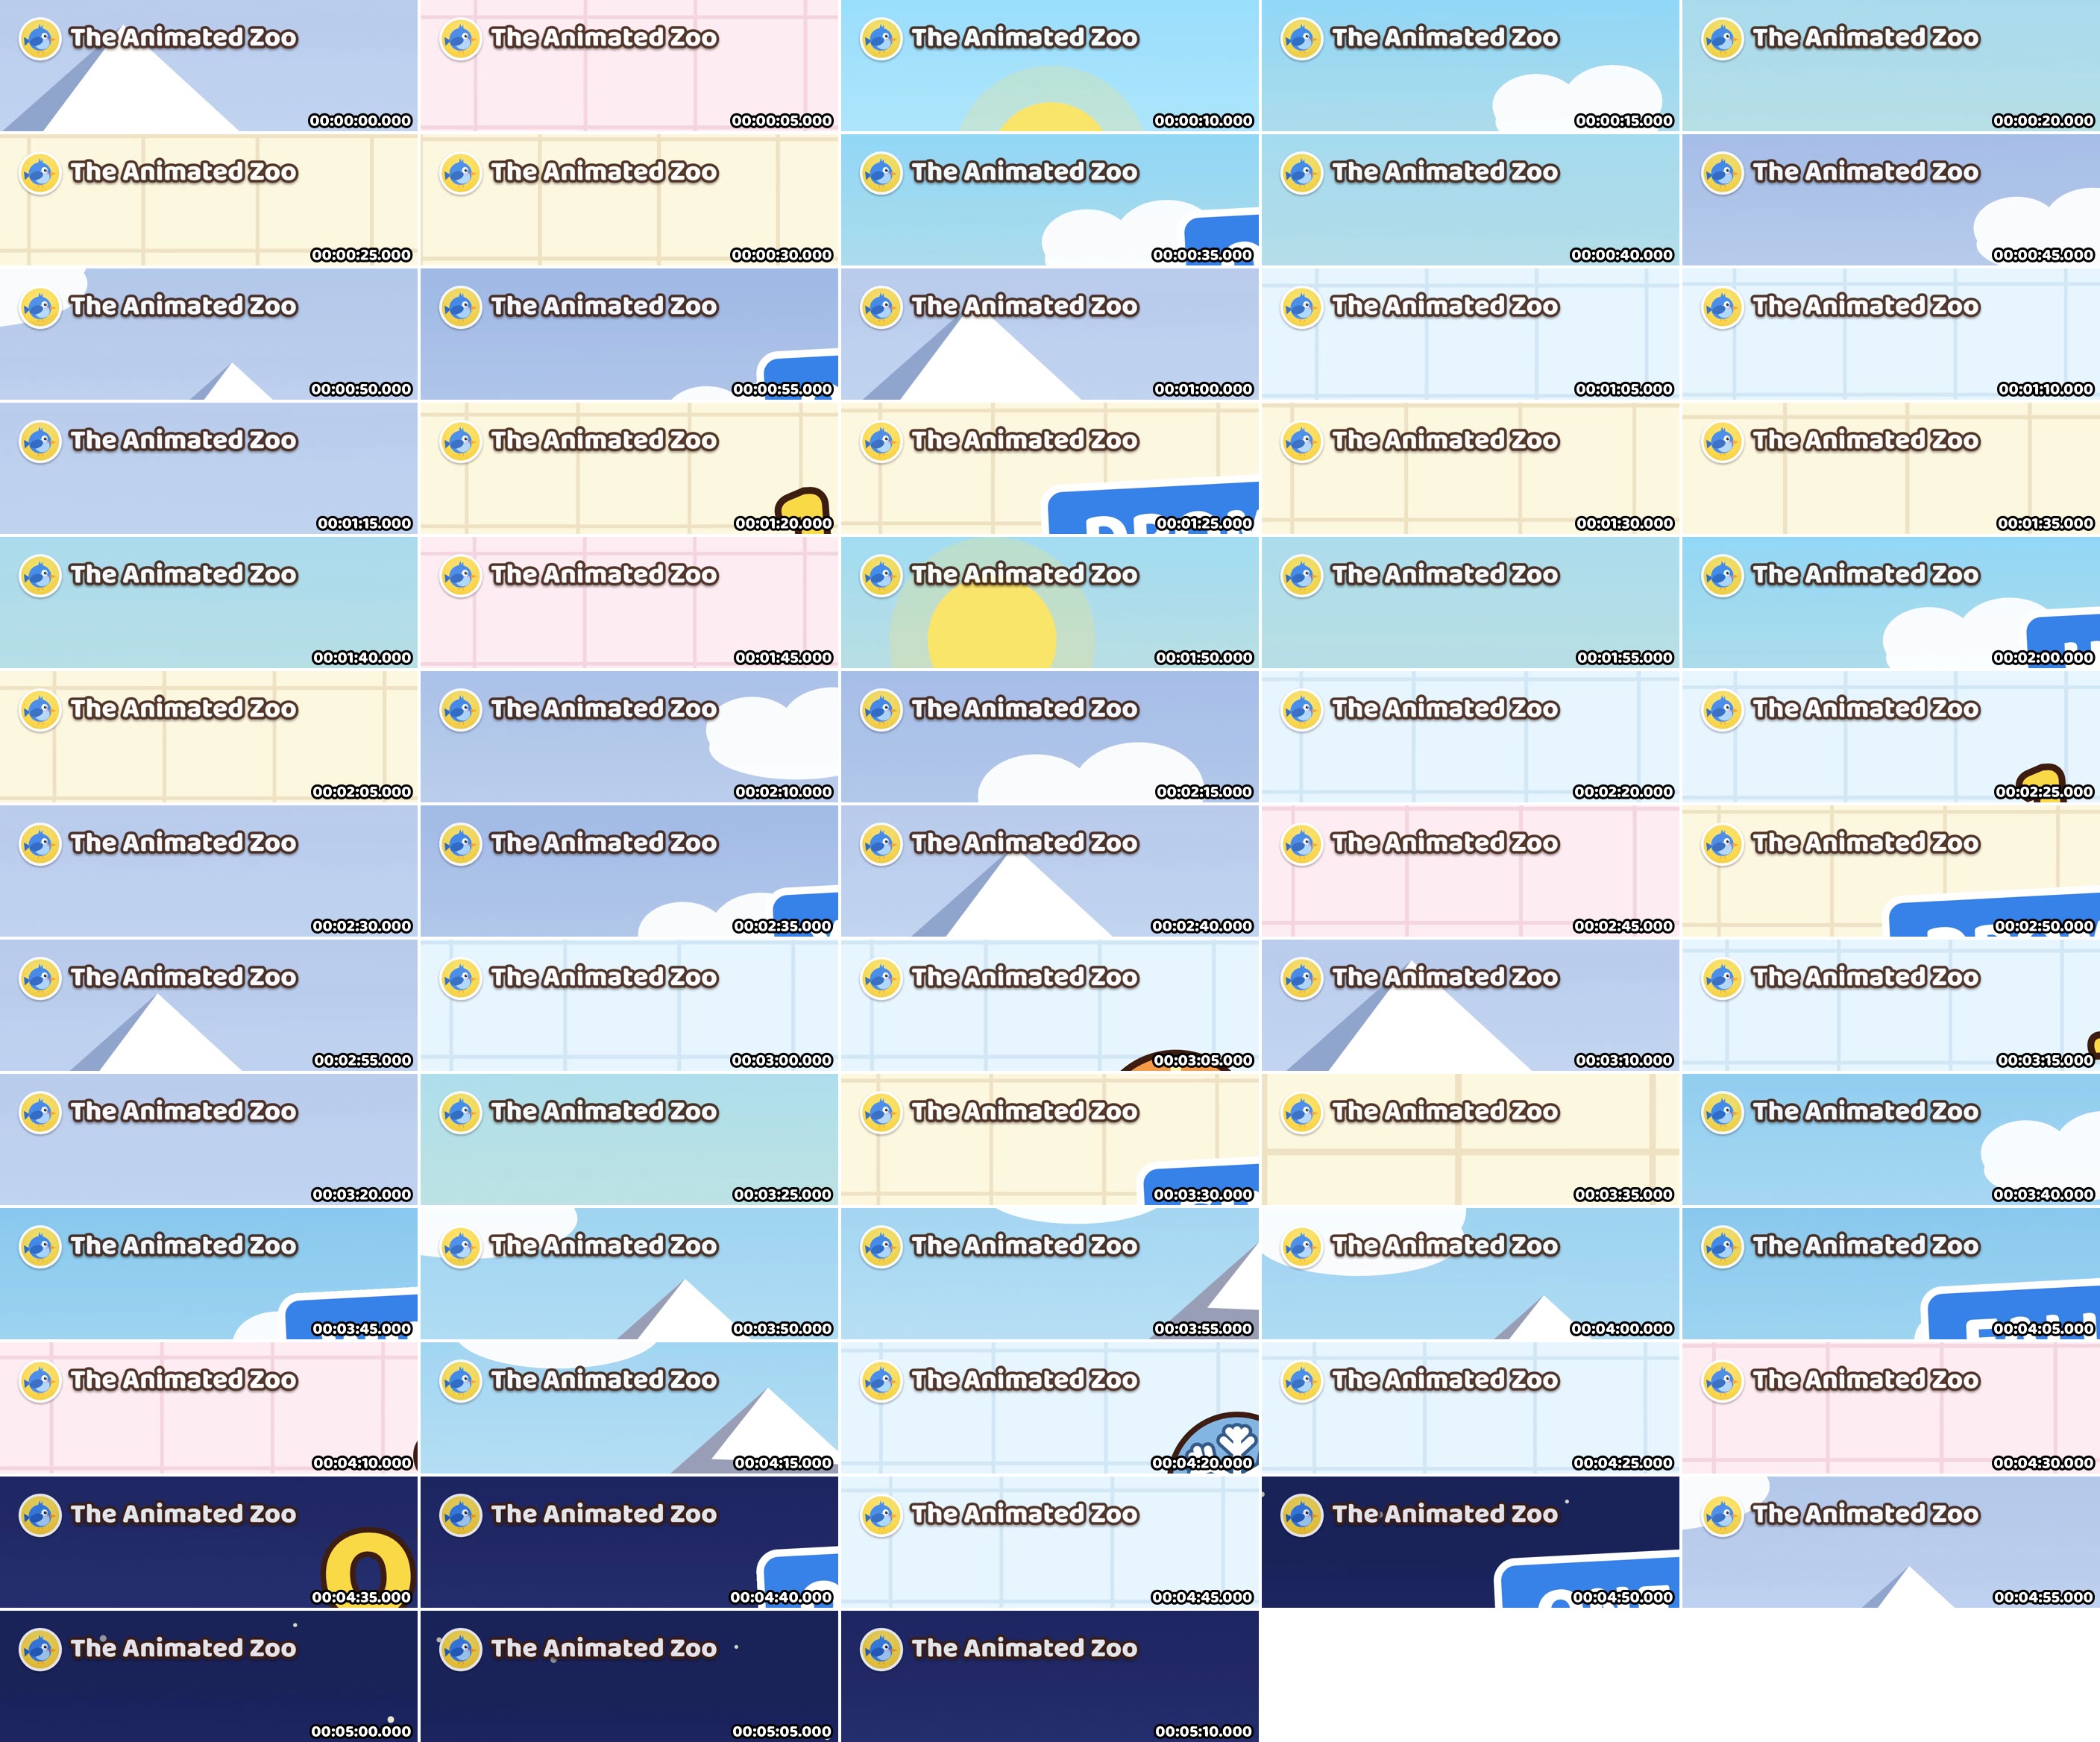 The Animated Zoo The Animated Zoo The Animated Zoo The Animated Zoo The Animated Zoo
00:00:00.000 00:00:05.000 00:00:10.000 00:00:15.000 00:00:20.000
The Animated Zoo The Animated Zoo The Animated Zoo The Animated Zoo The Animated Zoo
00:00:25.000 00:00:30.000 00:00:35.000 00:00:40.000 00:00:45.000
The Animated Zoo The Animated Zoo The Animated Zoo The Animated Zoo The Animated Zoo
00:00:50.000 00:00:55.000 00:01:00.000 00:01:05.000 00:01:10.000
The Animated Zoo The Animated Zoo The Animated Zoo The Animated Zoo The Animated Zoo
00:01:15.000 00:01:20.000 00:01:25.000 00:01:30.000 00:01:35.000
The Animated Zoo The Animated Zoo The Animated Zoo The Animated Zoo The Animated Zoo
00:01:40.000 00:01:45.000 00:01:50.000 00:01:55.000 00:02:00.000
The Animated Zoo The Animated Zoo The Animated Zoo The Animated Zoo The Animated Zoo
00:02:05.000 00:02:10.000 00:02:15.000 00:02:20.000 00:02:25.000
The Animated Zoo The Animated Zoo The Animated Zoo The Animated Zoo The Animated Zoo
00:02:30.000 00:02:35.000 00:02:40.000 00:02:45.000 00:02:50.000
The Animated Zoo The Animated Zoo The Animated Zoo The Animated Zoo The Animated Zoo
00:02:55.000 00:03:00.000 00:03:05.000 00:03:10.000 00:03:15.000
The Animated Zoo The Animated Zoo The Animated Zoo The Animated Zoo The Animated Zoo
00:03:20.000 00:03:25.000 00:03:30.000 00:03:35.000 00:03:40.000
The Animated Zoo The Animated Zoo The Animated Zoo The Animated Zoo The Animated Zoo
00:03:45.000 00:03:50.000 00:03:55.000 00:04:00.000 00:04:05.000
The Animated Zoo The Animated Zoo The Animated Zoo The Animated Zoo The Animated Zoo
00:04:10.000 00:04:15.000 00:04:20.000 00:04:25.000 00:04:30.000
The Animated Zoo The Animated Zoo The Animated Zoo The Animated Zoo The Animated Zoo
00:04:35.000 00:04:40.000 00:04:45.000 00:04:50.000 00:04:55.000
The Animated Zoo The Animated Zoo The Animated Zoo
00:05:00.000 00:05:05.000 00:05:10.000